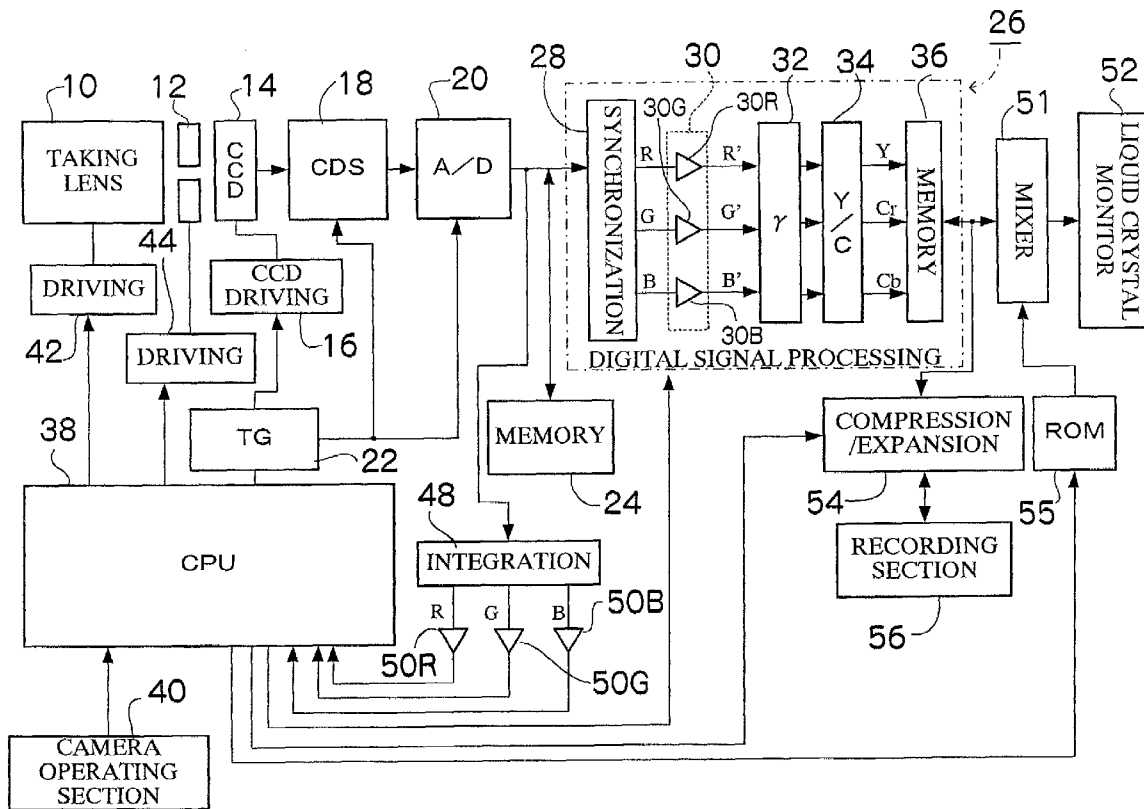 26
28
30
32
34
36
52
10
12
14
18
20
30G
30R
51
TAKING
LENS
CCD
CDS
A/D
SYNCHRONIZATION
R
R'
G
G'
B
B'
30B
γ
Y/C
Y
Cr
Cb
MEMORY
MIXER
LIQUID CRYSTAL
MONITOR
DIGITAL SIGNAL PROCESSING
DRIVING
42
44
DRIVING
CCD
DRIVING
16
38
TG
22
MEMORY
24
COMPRESSION
/EXPANSION
54
ROM
55
CPU
48
INTEGRATION
R
G
B
50R
50G
50B
RECORDING
SECTION
56
40
CAMERA
OPERATING
SECTION